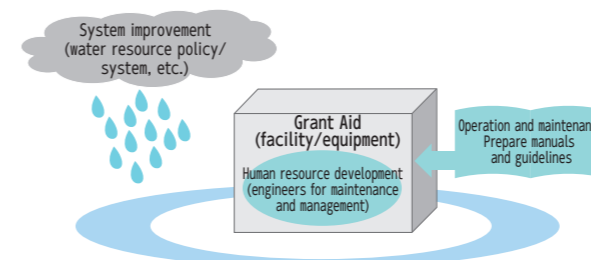 System improvement
(water resource policy/
system, etc.)
Grant Aid
(facility/equipment)
Human resource development
(engineers for maintenance
and management)
Operation and
Prepare manuals
and guidelines